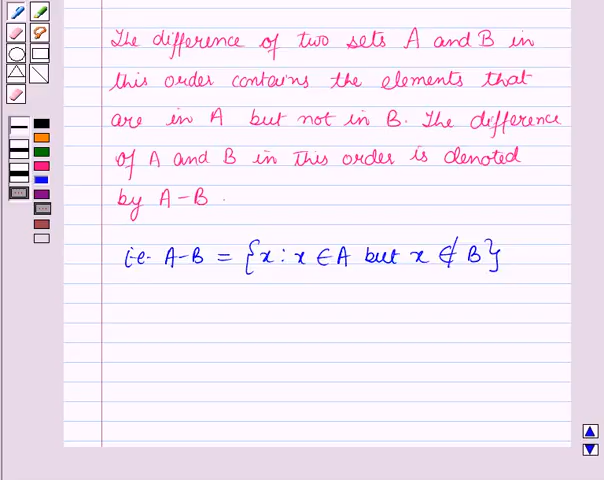 The difference of two sets A and B in
this order contains the elements that
are in A but not in B. The difference
of A and B in this order is denoted
by A-B.
i.e. A-B = {x : x ∈ A but x ∉ B}